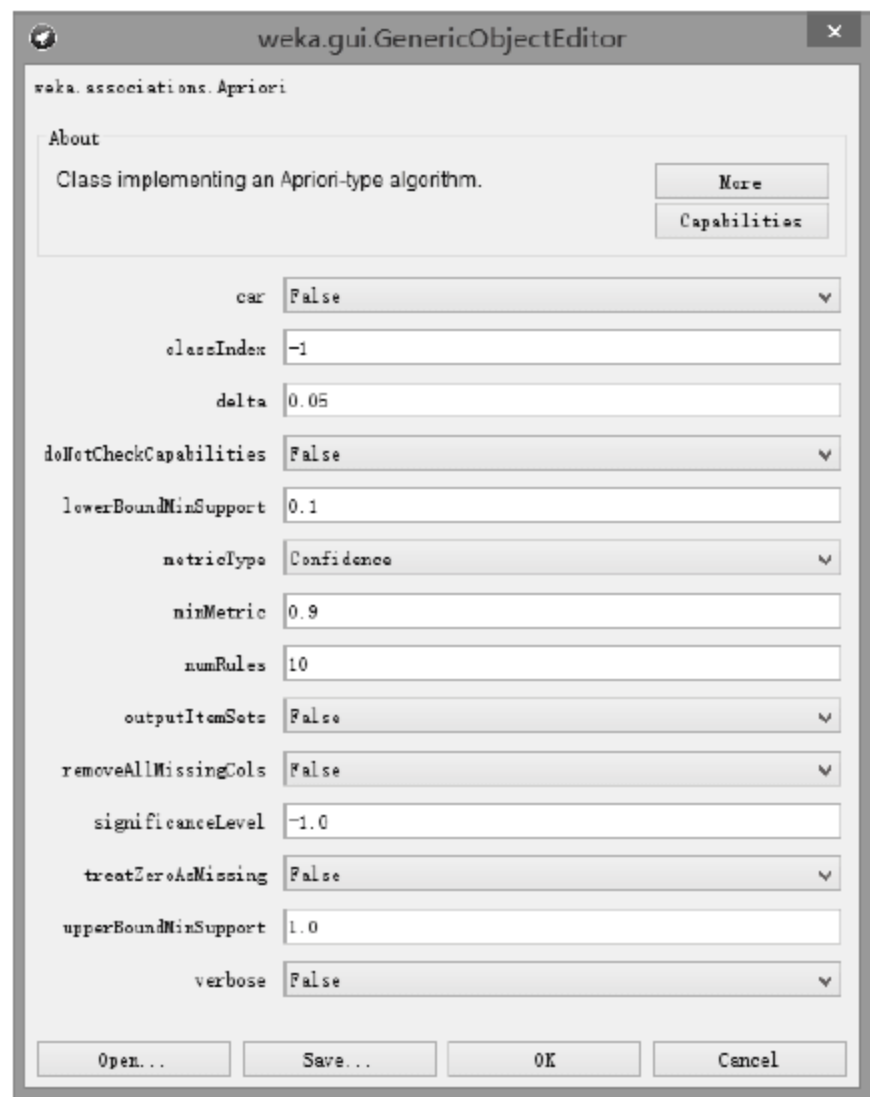 weka.gui.GenericObjectEditor
weka.associations.Apriori
About
Class implementing an Apriori-type algorithm.
More
Capabilities
car False
classIndex -1
delta 0.05
doNotCheckCapabilities False
lowerBoundMinSupport 0.1
metricType Confidence
minMetric 0.9
numRules 10
outputItemSets False
removeAllMissingCols False
significanceLevel -1.0
treatZeroAsMissing False
upperBoundMinSupport 1.0
verbose False
Open... Save... OK Cancel